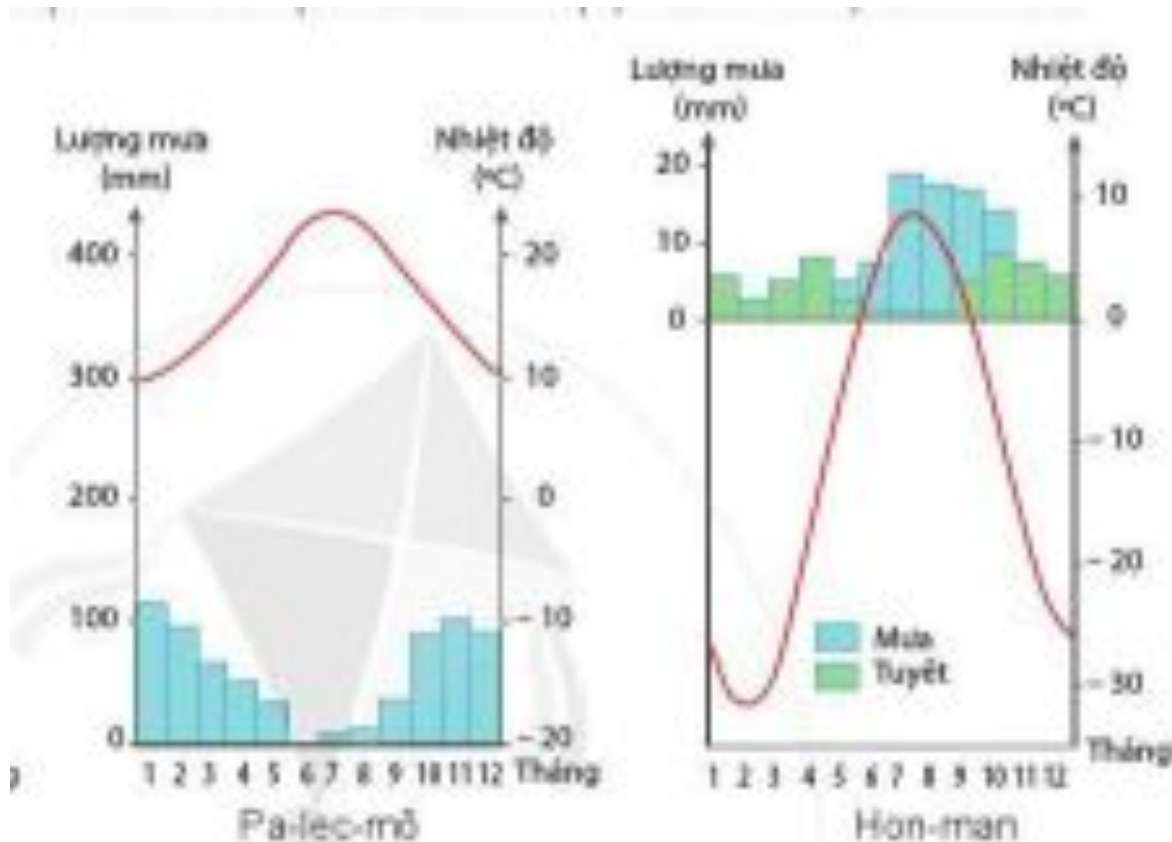 Lượng mưa
(mm)
Nhiệt độ
(ºC)
400
300
200
100
0
20
10
0
– 10
– 20
1 2 3 4 5 6 7 8 9 10 11 12 Tháng
Pa-lec-mô
Lượng mưa
(mm)
Nhiệt độ
(ºC)
20
10
0
10
0
– 10
– 20
– 30
Mưa
Tuyết
1 2 3 4 5 6 7 8 9 10 11 12
Tháng
Hon-man